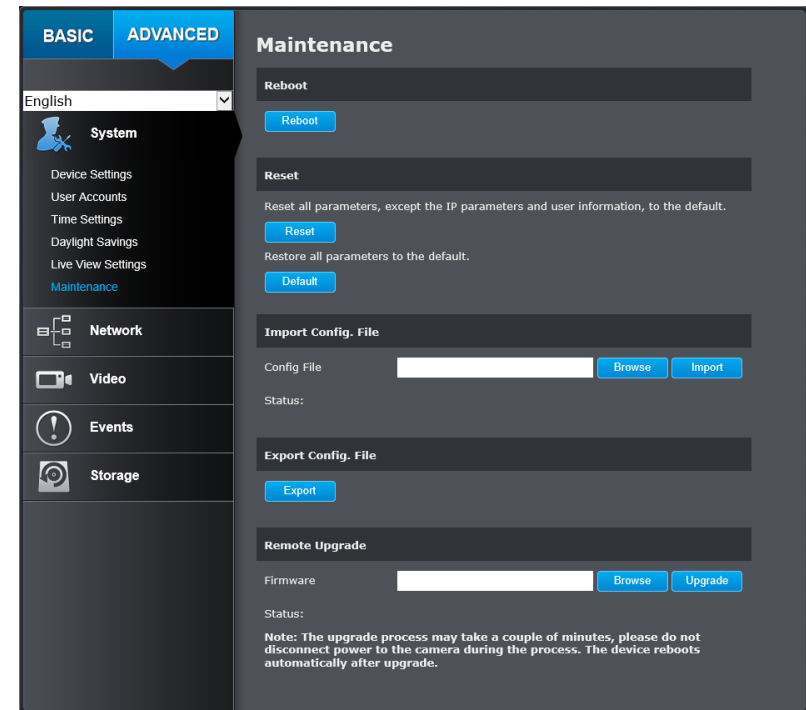 BASIC
ADVANCED
English
System
Device Settings
User Accounts
Time Settings
Daylight Savings
Live View Settings
Maintenance
Network
Video
Events
Storage
Maintenance
Reboot
Reboot
Reset
Reset all parameters, except the IP parameters and user information, to the default.
Reset
Restore all parameters to the default.
Default
Import Config. File
Config File
Browse
Import
Status:
Export Config. File
Export
Remote Upgrade
Firmware
Browse
Upgrade
Status:
Note: The upgrade process may take a couple of minutes, please do not
disconnect power to the camera during the process. The device reboots
automatically after upgrade.